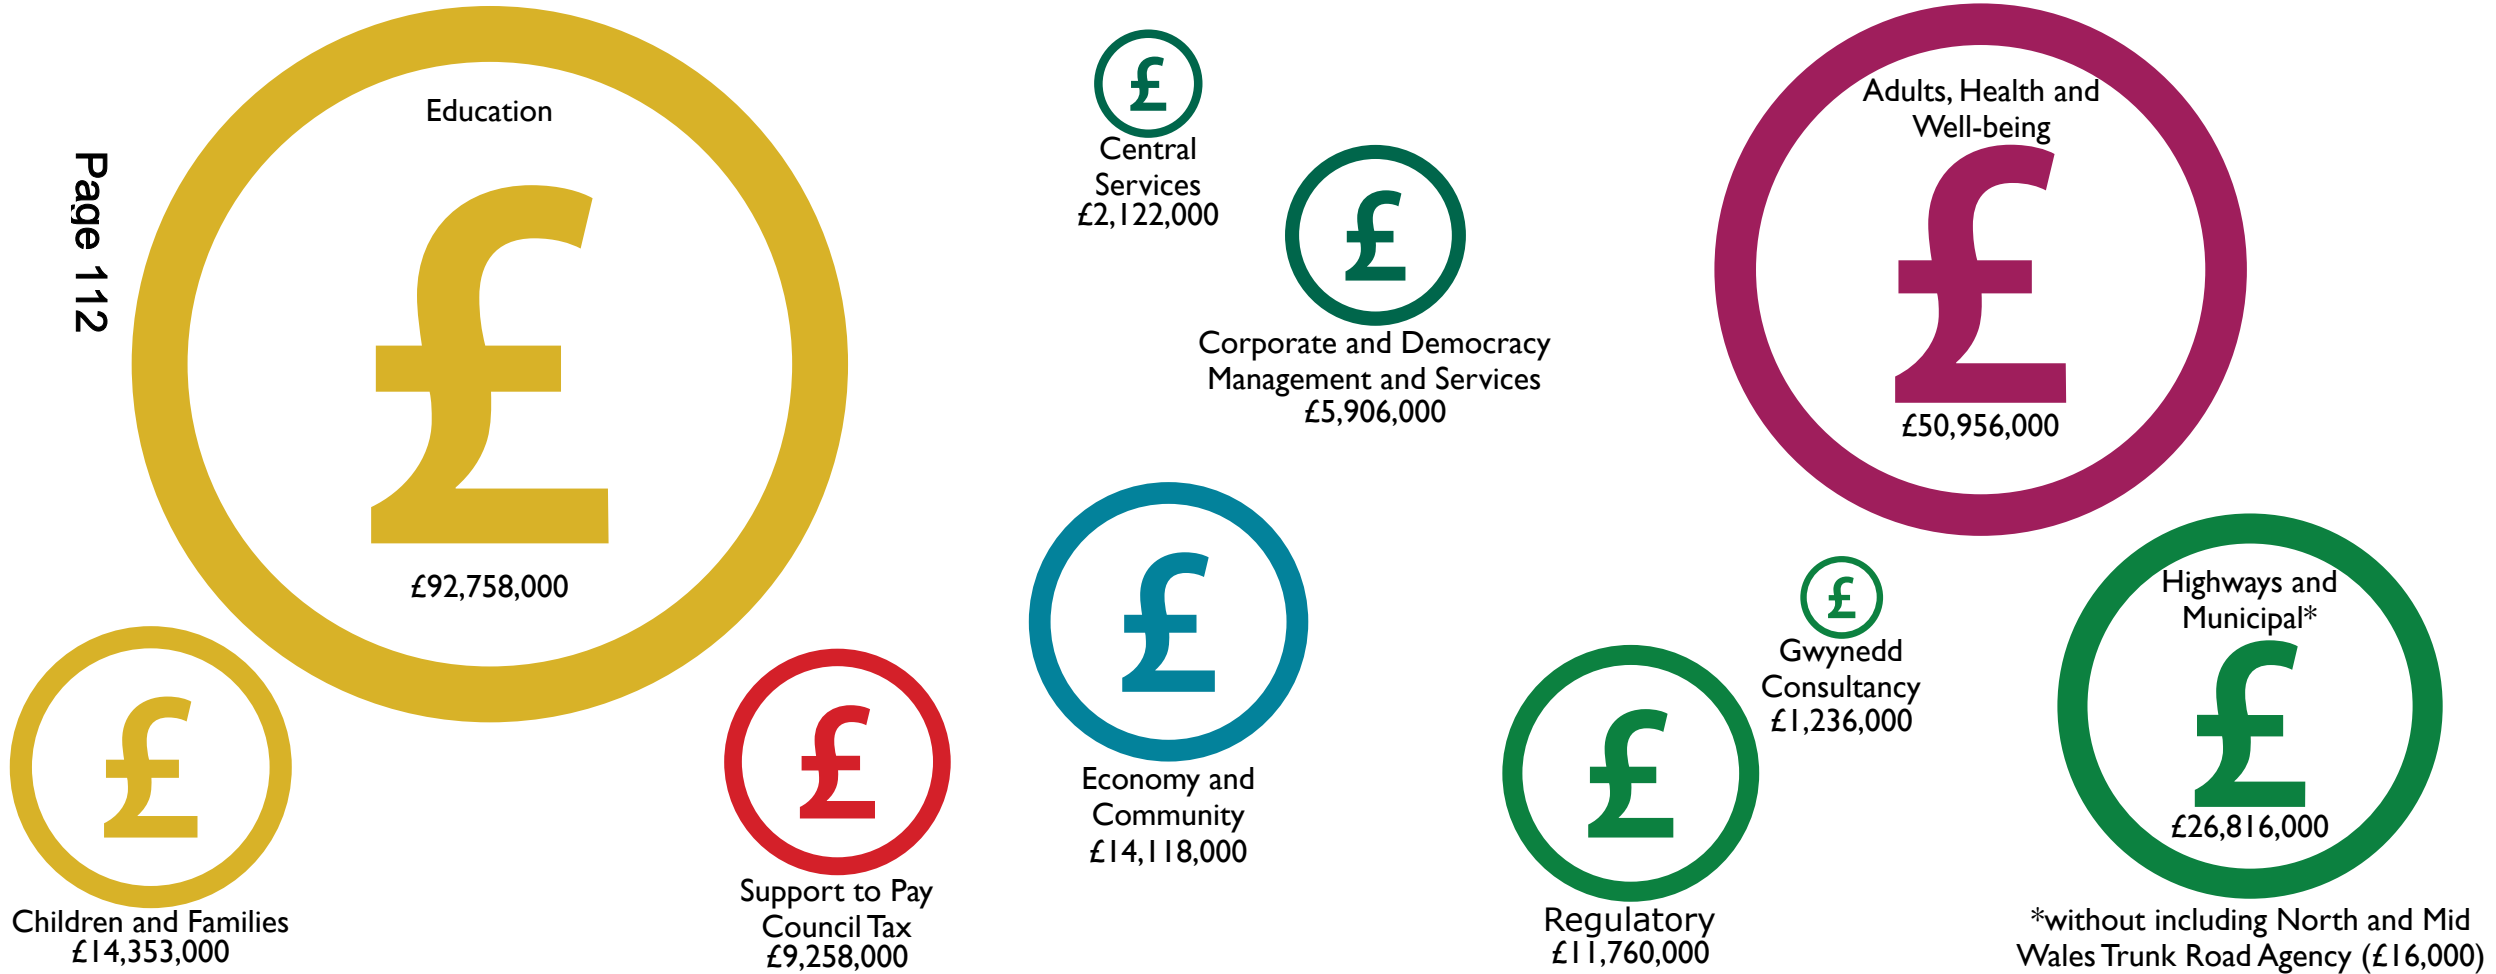 Page 112
Education
£
£92,758,000
£
Central
Services
£2,122,000
£
Corporate and Democracy
Management and Services
£5,906,000
Adults, Health and
Well-being
£
£50,956,000
£
Children and Families
£14,353,000
£
Support to Pay
Council Tax
£9,258,000
£
Economy and
Community
£14,118,000
£
Regulatory
£11,760,000
£
Gwynedd
Consultancy
£1,236,000
Highways and
Municipal*
£
£26,816,000
*without including North and Mid
Wales Trunk Road Agency (£16,000)